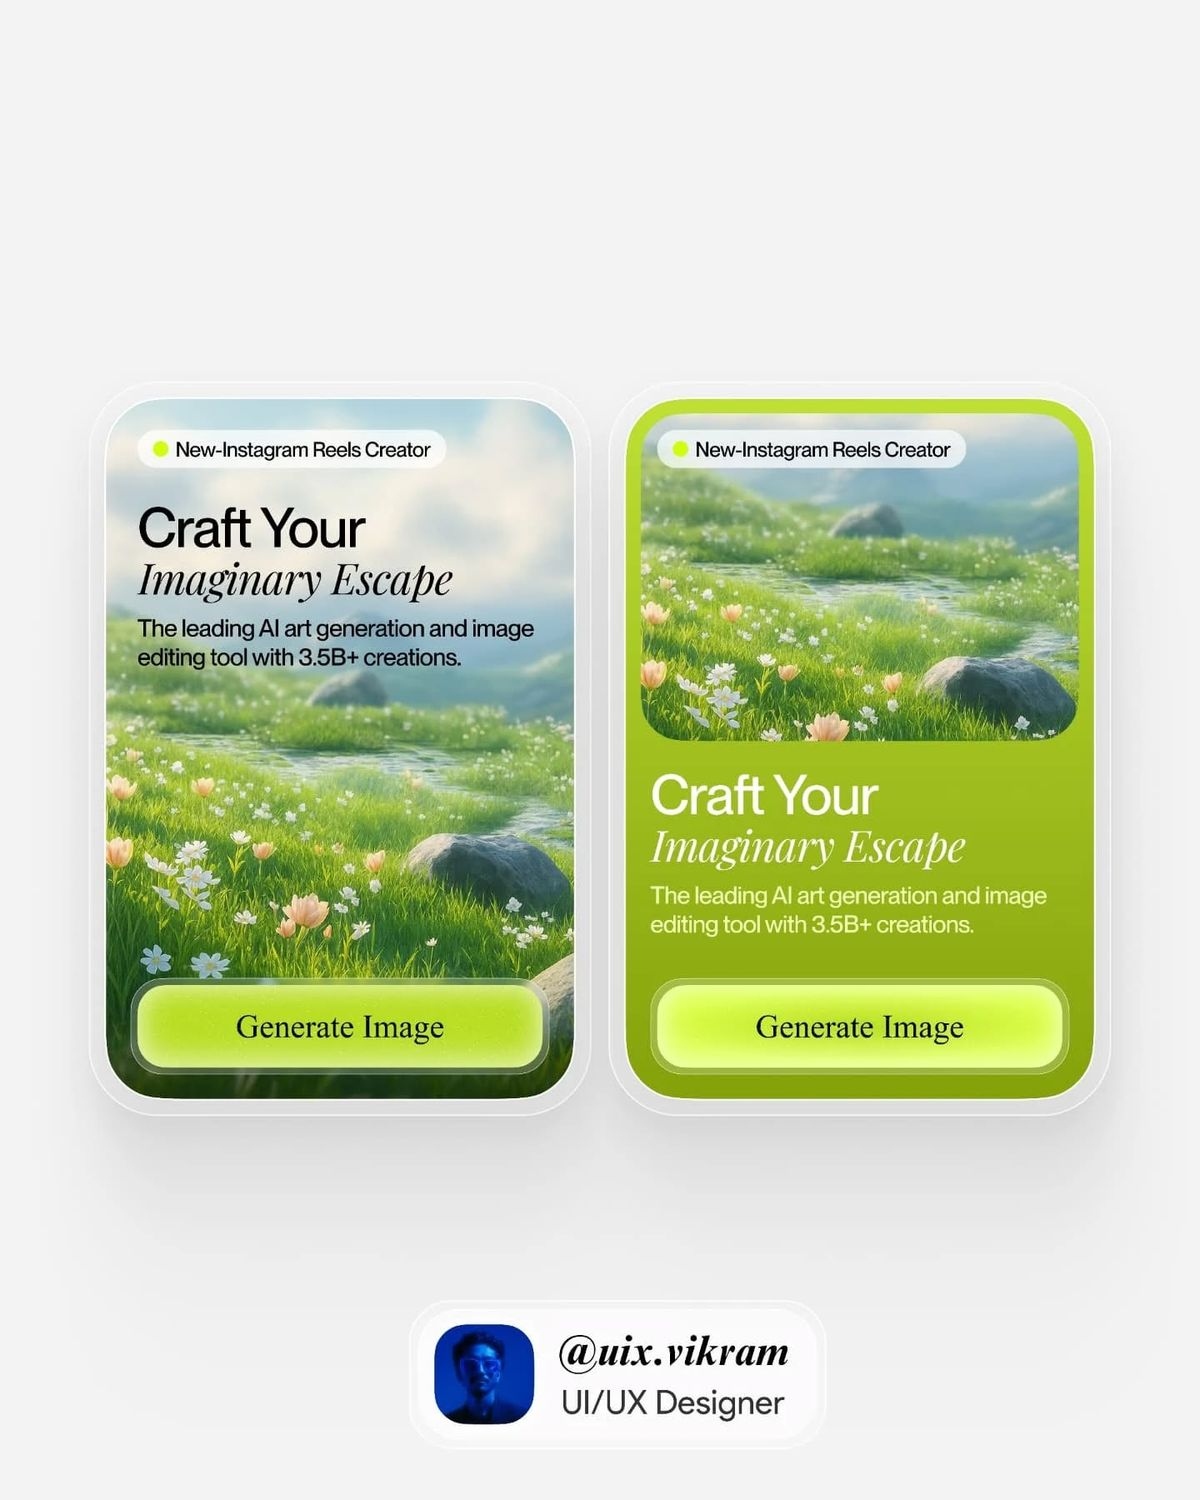 New-Instagram Reels Creator
Craft Your
Imaginary Escape
The leading AI art generation and image
editing tool with 3.5B+ creations.
Generate Image
New-Instagram Reels Creator
Craft Your
Imaginary Escape
The leading AI art generation and image
editing tool with 3.5B+ creations.
Generate Image
@uix.vikram
UI/UX Designer